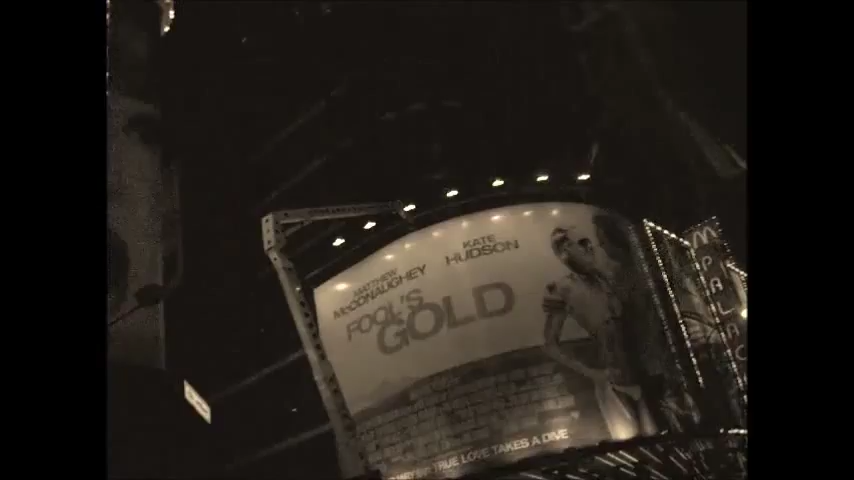 MATTHEW
McCONAUGHEY
KATE
HUDSON
FOOL'S
GOLD
TRUE LOVE TAKES A DIVE
M
PALAC